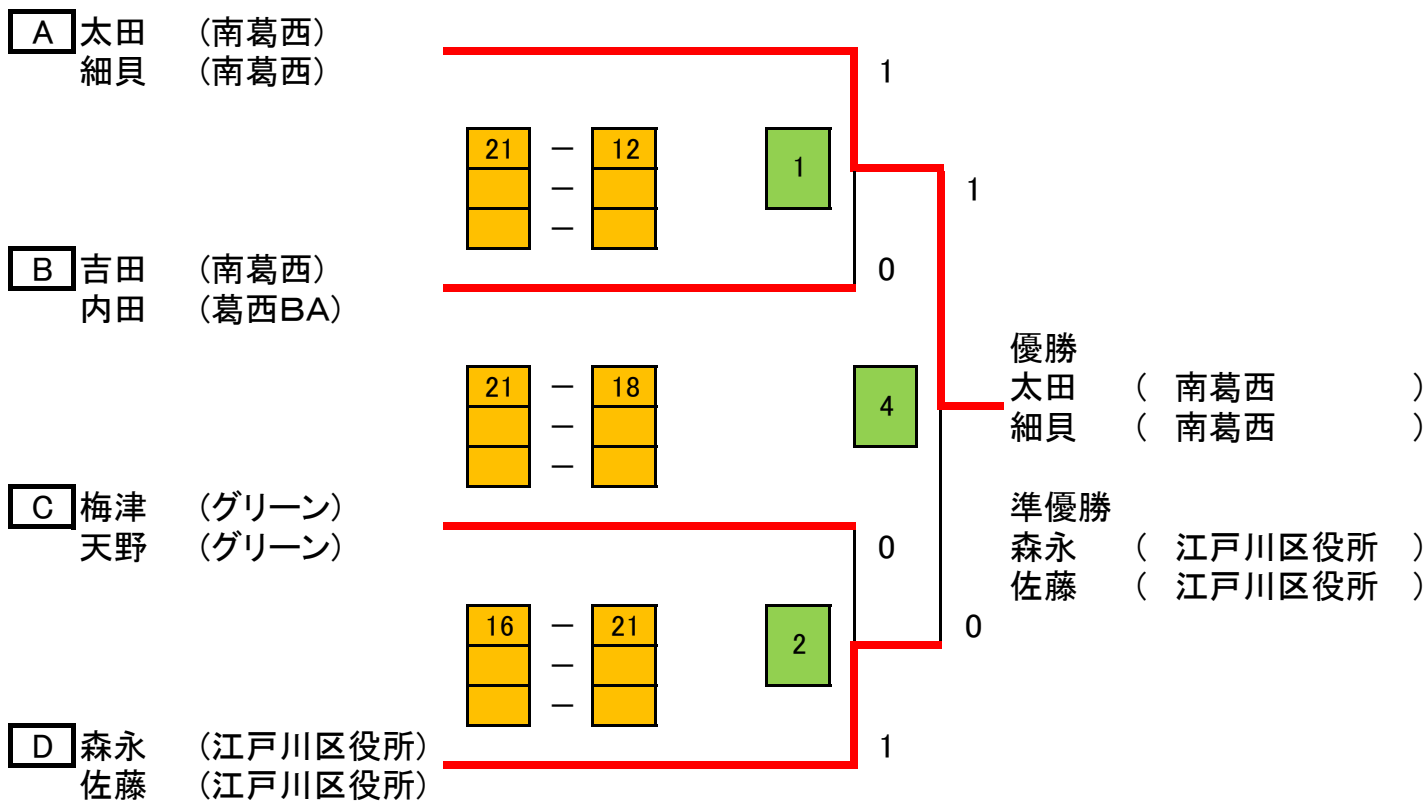 A 太田 （南葛西）
細貝 （南葛西）
1
21 － 12
－
－
1
1
B 吉田 （南葛西）
内田 （葛西ＢＡ）
0
21 － 18
－
－
4
優勝
太田 （ 南葛西 ）
細貝 （ 南葛西 ）
C 梅津 （グリーン）
天野 （グリーン）
0
準優勝
森永 （ 江戸川区役所 ）
佐藤 （ 江戸川区役所 ）
16 － 21
－
－
2
0
D 森永 （江戸川区役所）
佐藤 （江戸川区役所）
1